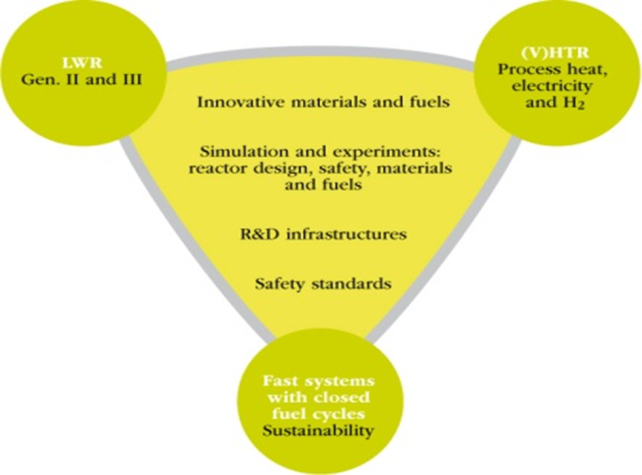 LWR
Gen. II and III
(V)HTR
Process heat,
electricity
and H₂
Innovative materials and fuels
Simulation and experiments:
reactor design, safety, materials
and fuels
R&D infrastructures
Safety standards
Fast systems
with closed
fuel cycles
Sustainability